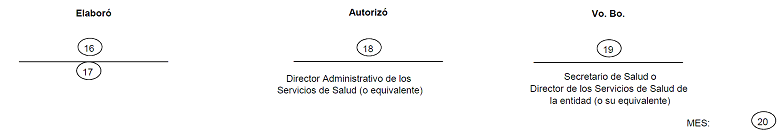 Elaboró Autorizó Vo. Bo.
16 18 19
17
Director Administrativo de los
Servicios de Salud (o equivalente)
Secretario de Salud o
Director de los Servicios de Salud de
la entidad (o su equivalente)
MES: 20